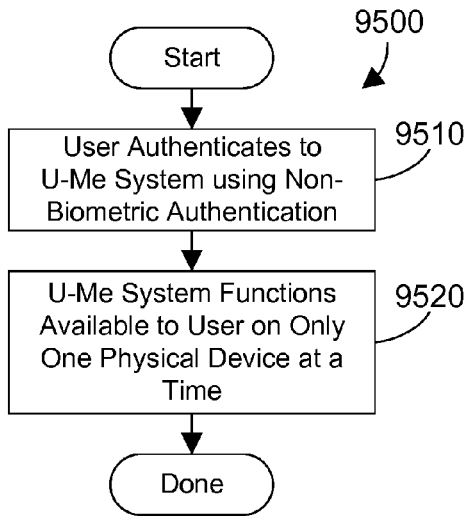 9500
Start
9510
User Authenticates to
U-Me System using Non-
Biometric Authentication
9520
U-Me System Functions
Available to User on Only
One Physical Device at a
Time
Done